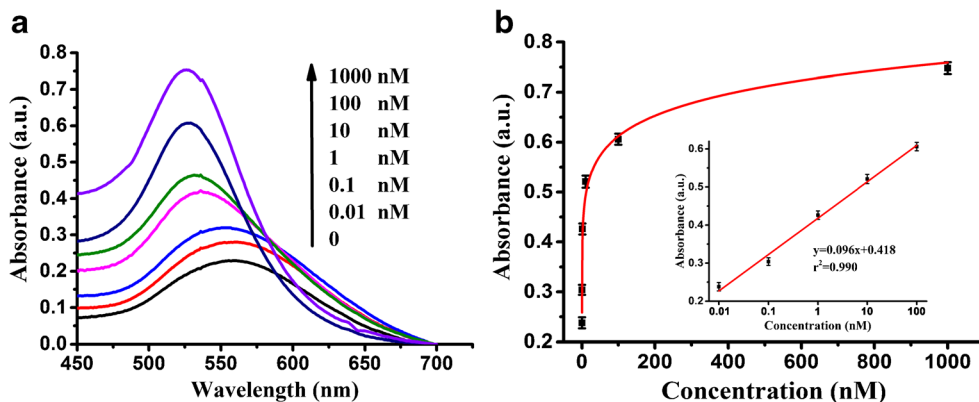 a
0.8
0.7
0.6
0.5
0.4
0.3
0.2
0.1
0.0
Absorbance (a.u.)
1000 nM
100 nM
10 nM
1 nM
0.1 nM
0.01 nM
0
450 500 550 600 650 700
Wavelength (nm)
b
0.8
0.7
0.6
0.5
0.4
0.3
0.2
Absorbance (a.u.)
0 200 400 600 800 1000
Concentration (nM)
0.6
0.5
0.4
0.3
0.2
Absorbance (a.u.)
y=0.096x+0.418
r²=0.990
0.01 0.1 1 10 100
Concentration (nM)